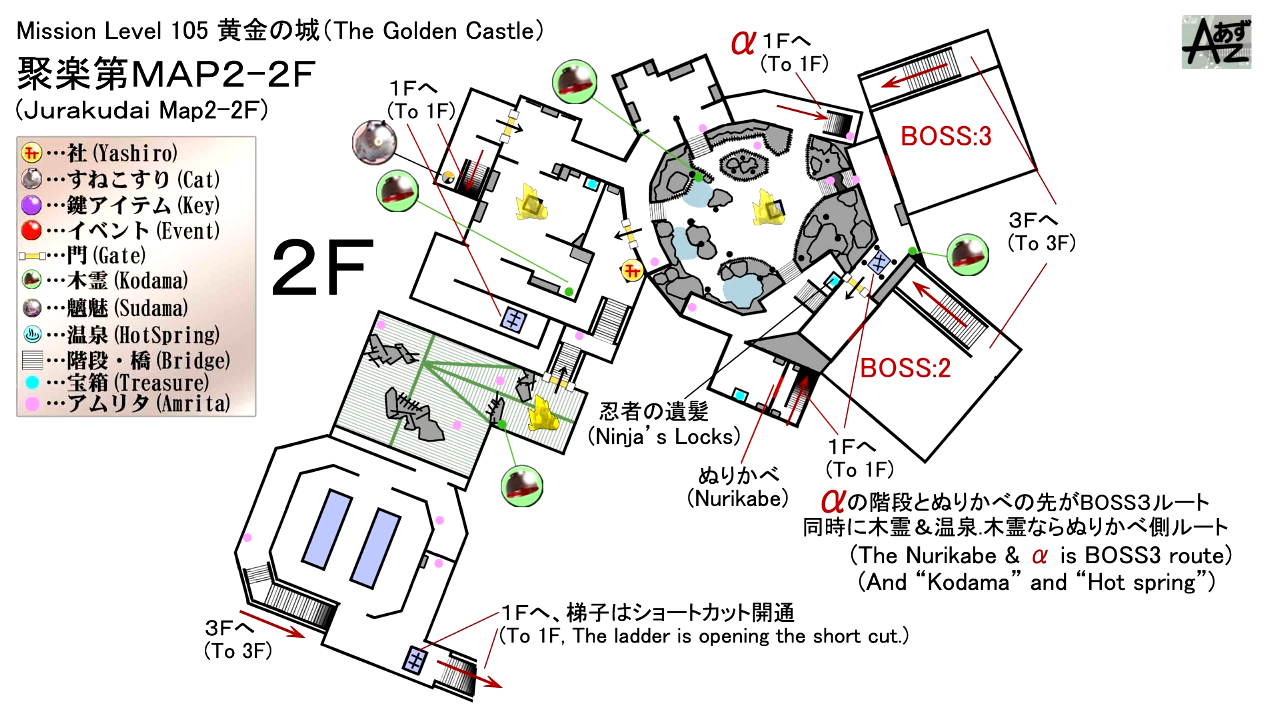 Mission Level 105 黄金の城(The Golden Castle)
聚楽第MAP2-2F
(Jurakudai Map2-2F)
…社(Yashiro)
…すねこすり(Cat)
…鍵アイテム(Key)
…イベント(Event)
…門(Gate)
…木霊(Kodama)
…魑魅(Sudama)
…温泉(HotSpring)
…階段・橋(Bridge)
…宝箱(Treasure)
…アムリタ(Amrita)
2F
1Fへ
(To 1F)
α 1Fへ
(To 1F)
あず
AZ
BOSS:3
3Fへ
(To 3F)
BOSS:2
忍者の遺髪
(Ninja's Locks)
ぬりかべ
(Nurikabe)
1Fへ
(To 1F)
αの階段とぬりかべの先がBOSS3ルート
同時に木霊&温泉.木霊ならぬりかべ側ルート
(The Nurikabe & α is BOSS3 route)
(And "Kodama" and "Hot spring")
3Fへ
(To 3F)
1Fへ、梯子はショートカット開通
(To 1F, The ladder is opening the short cut.)